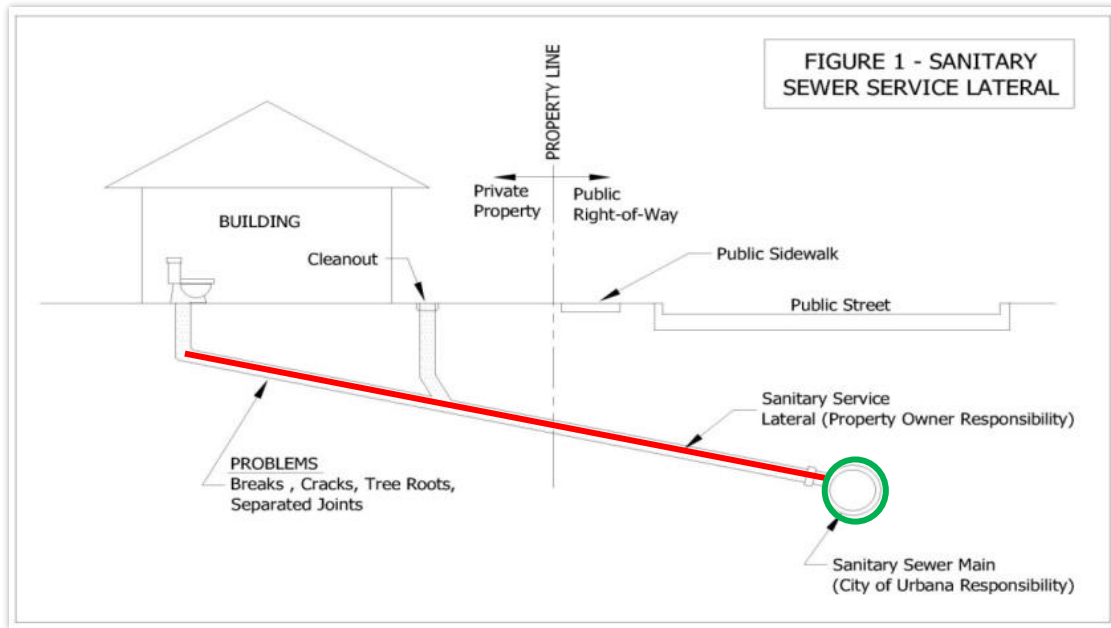 FIGURE 1 - SANITARY
SEWER SERVICE LATERAL
PROPERTY LINE
Private
Property
Public
Right-of-Way
BUILDING
Cleanout
Public Sidewalk
Public Street
Sanitary Service
Lateral (Property Owner Responsibility)
PROBLEMS
Breaks , Cracks, Tree Roots,
Separated Joints
Sanitary Sewer Main
(City of Urbana Responsibility)